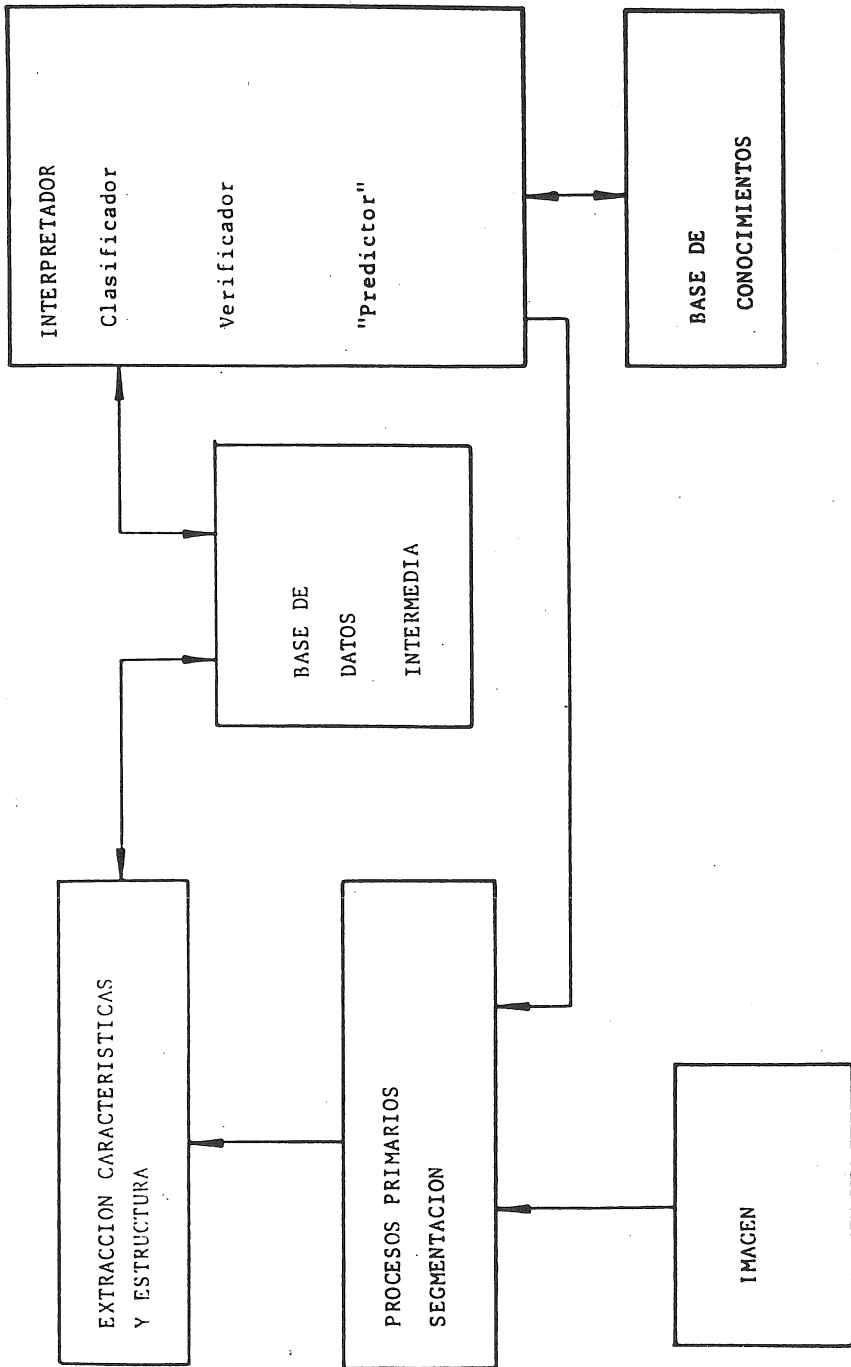 EXTRACCION CARACTERISTICAS
Y ESTRUCTURA
PROCESOS PRIMARIOS
SEGMENTACION
IMAGEN
BASE DE
DATOS
INTERMEDIA
INTERPRETADOR
Clasificador
Verificador
"Predictor"
BASE DE
CONOCIMIENTOS